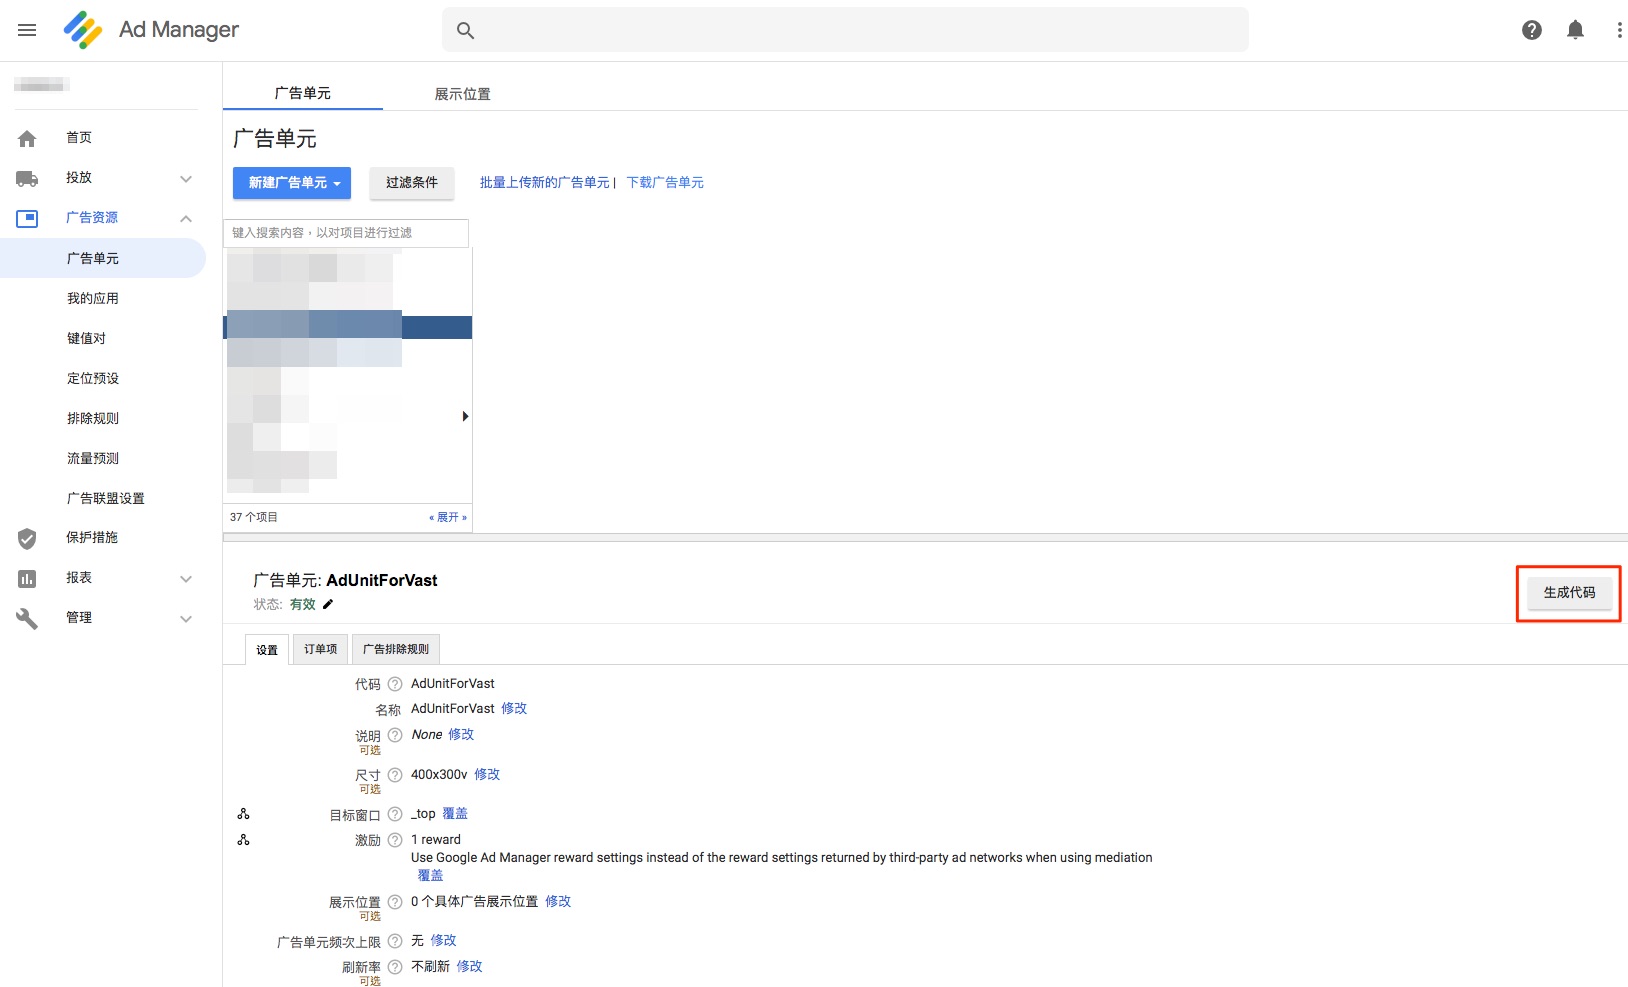 Ad Manager
广告单元
展示位置
首页
投放
广告资源
广告单元
我的应用
键值对
定位预设
排除规则
流量预测
广告联盟设置
保护措施
报表
管理
广告单元
新建广告单元
过滤条件
批量上传新的广告单元 | 下载广告单元
键入搜索内容，以对项目进行过滤
37 个项目
« 展开 »
广告单元: AdUnitForVast
状态: 有效
生成代码
设置
订单项
广告排除规则
代码 AdUnitForVast
名称 AdUnitForVast 修改
说明 None 修改
可选
尺寸 400x300v 修改
可选
目标窗口 _top 覆盖
激励 1 reward
Use Google Ad Manager reward settings instead of the reward settings returned by third-party ad networks when using mediation
覆盖
展示位置 0 个具体广告展示位置 修改
可选
广告单元频次上限 无 修改
刷新率 不刷新 修改
可选